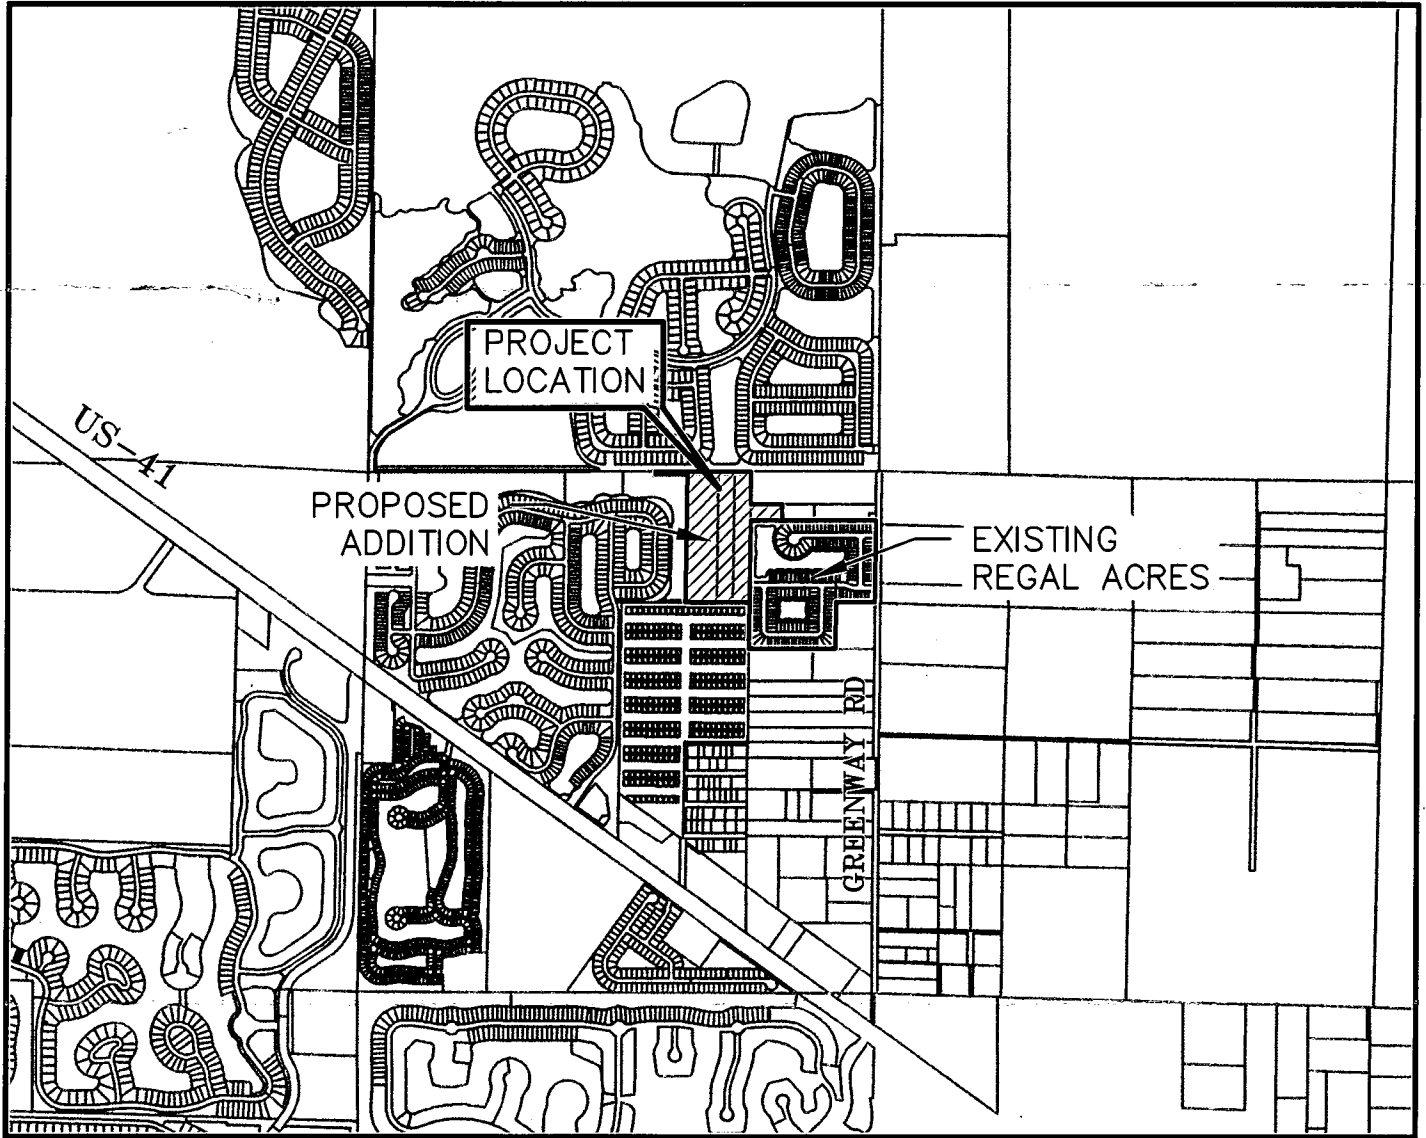 PROJECT
LOCATION
US-41
PROPOSED
ADDITION
EXISTING
REGAL ACRES
GREENWAY RD